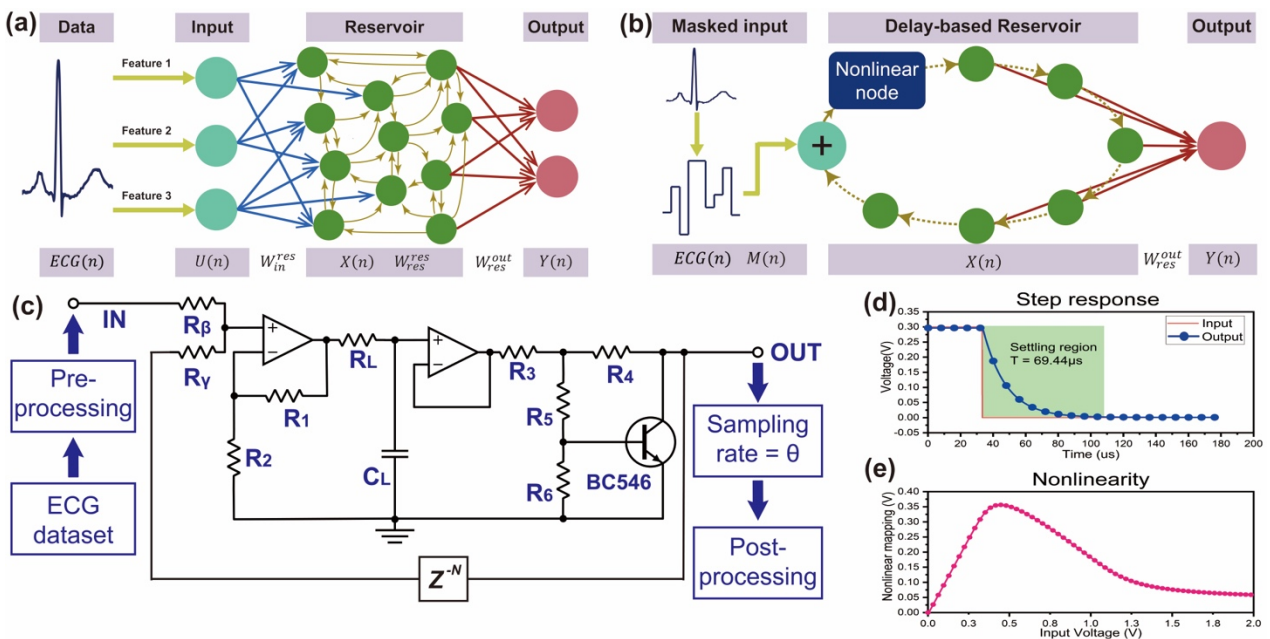 (a)
Data
Input
Reservoir
Output
Feature 1
Feature 2
Feature 3
ECG(n)
U(n)
W_in^res
X(n)
W_res^res
W_res^out
Y(n)
(b)
Masked input
Delay-based Reservoir
Output
Nonlinear
node
+
ECG(n) M(n)
X(n)
W_res^out
Y(n)
(c)
IN
Rβ
Rγ
Pre-
processing
ECG
dataset
+
−
R1
R2
RL
CL
+
−
R3
R4
R5
R6
BC546
OUT
Sampling
rate = θ
Post-
processing
Z^-N
(d)
Step response
Input
Output
Settling region
T = 69.44μs
Voltage(V)
0.30
0.25
0.20
0.15
0.10
0.05
0.00
-0.05
0 20 40 60 80 100 120 140 160 180 200
Time (us)
(e)
Nonlinearity
Nonlinear mapping (V)
0.40
0.35
0.30
0.25
0.20
0.15
0.10
0.05
0.00
0.0 0.3 0.5 0.8 1.0 1.3 1.5 1.8 2.0
Input Voltage (V)